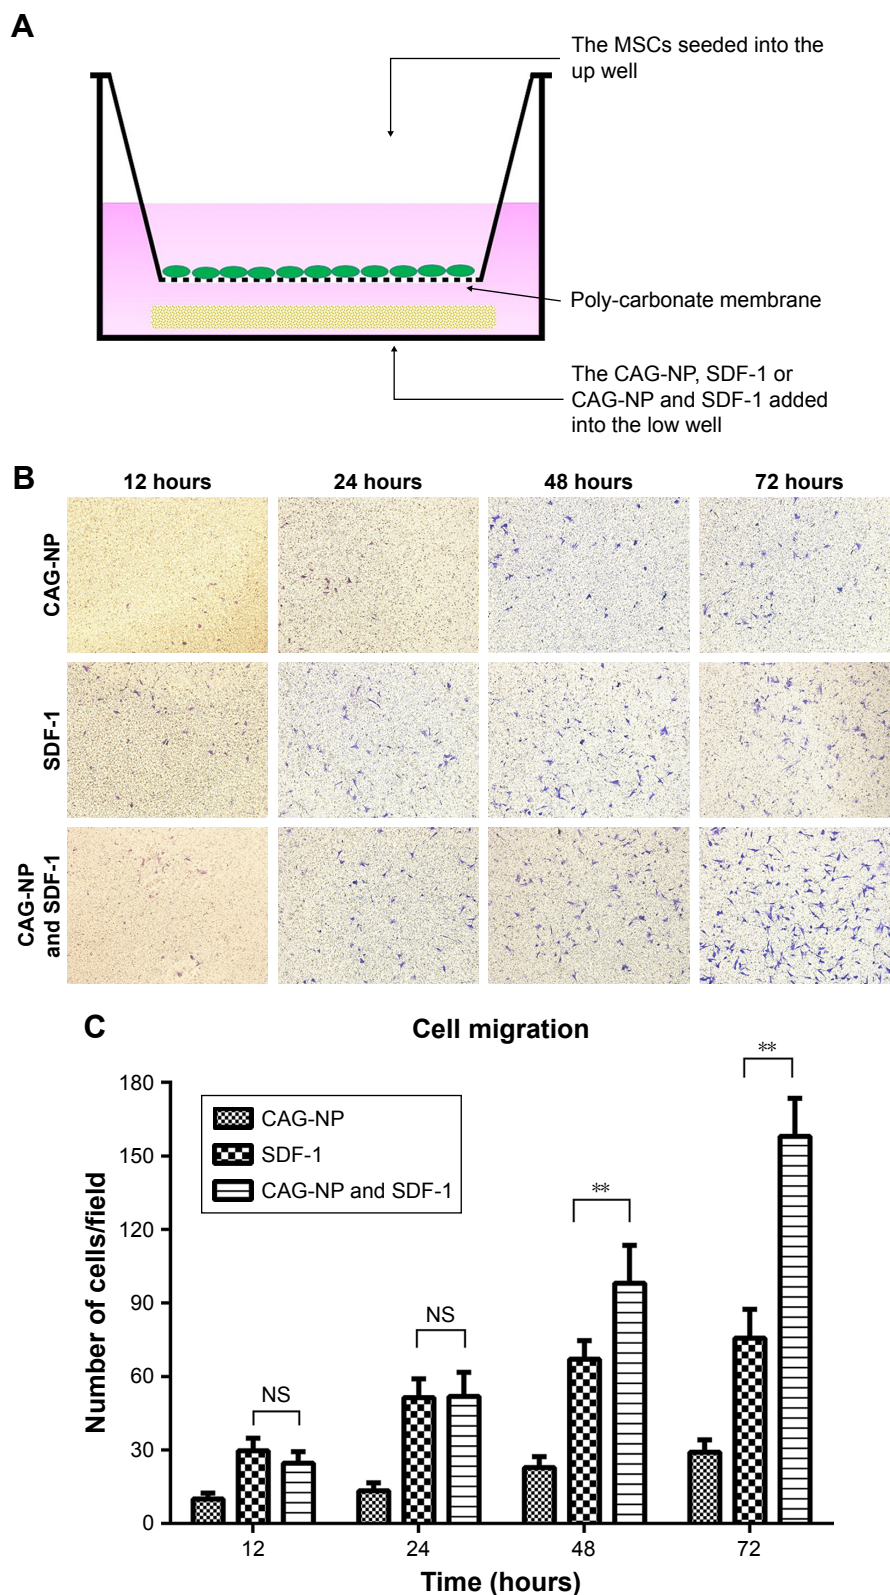 A
The MSCs seeded into the
up well
Poly-carbonate membrane
The CAG-NP, SDF-1 or
CAG-NP and SDF-1 added
into the low well
B
12 hours
24 hours
48 hours
72 hours
CAG-NP
SDF-1
CAG-NP
and SDF-1
C
Cell migration
Number of cells/field
180
150
120
90
60
30
0
CAG-NP
SDF-1
CAG-NP and SDF-1
NS
NS
**
**
12
24
48
72
Time (hours)